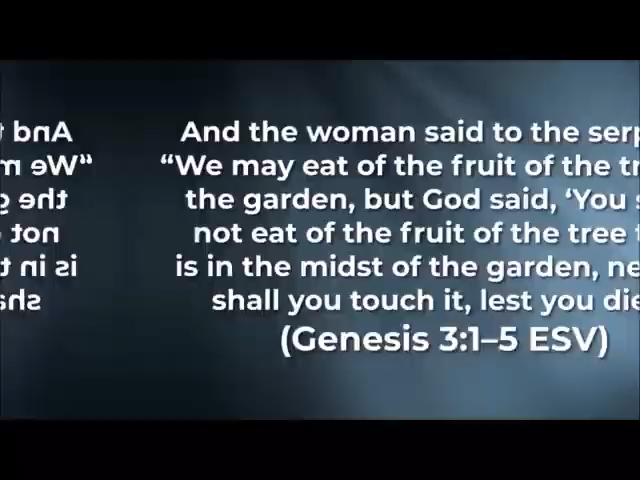 And the woman said to the serp
“We may eat of the fruit of the tr
the garden, but God said, ‘You s
not eat of the fruit of the tree t
is in the midst of the garden, ne
shall you touch it, lest you die
(Genesis 3:1–5 ESV)